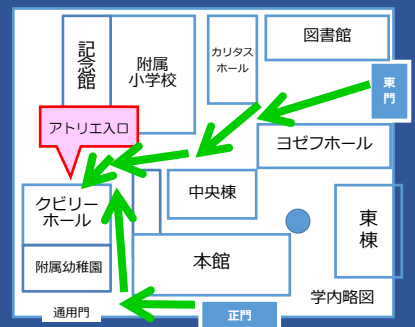 図書館
カリタス
ホール
記念館
附属
小学校
東門
アトリエ入口
ヨゼフホール
中央棟
クビリー
ホール
東棟
本館
附属幼稚園
学内略図
通用門
正門